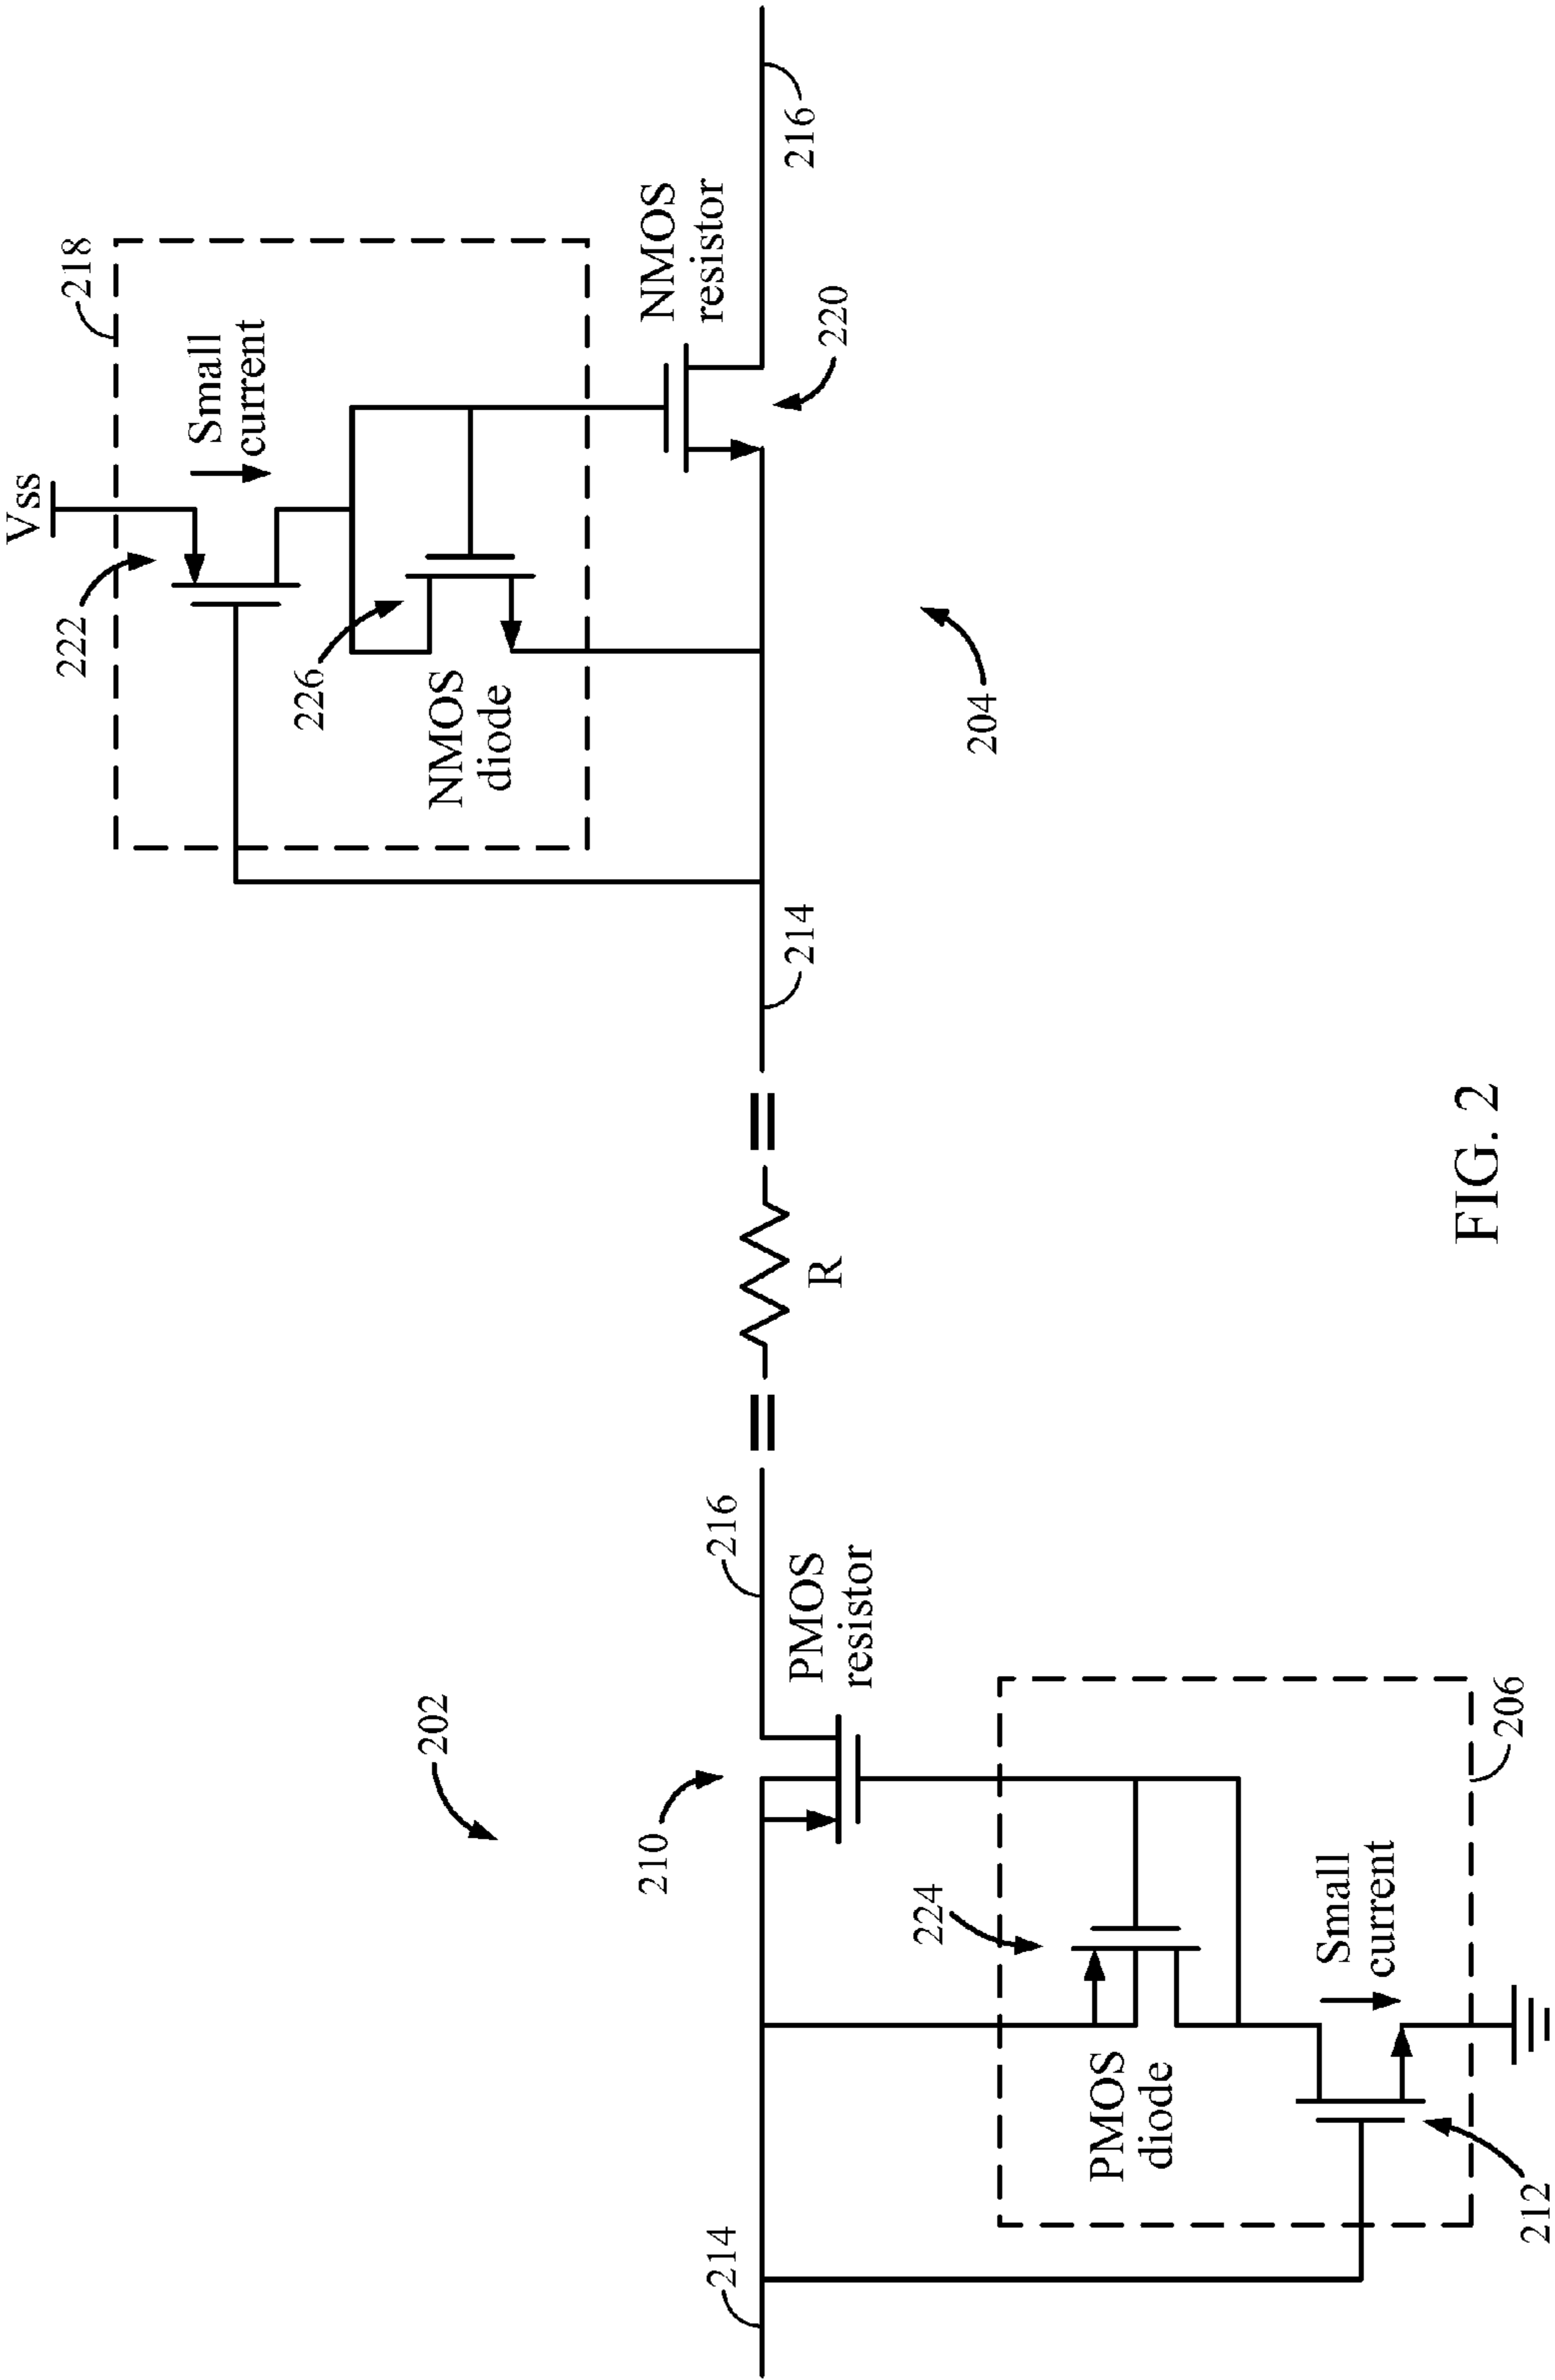 202
214
210
PMOS
resistor
216
224
PMOS
diode
Small
current
212
206
R
Vss
218
222
Small
current
226
NMOS
diode
NMOS
resistor
220
214
216
204
FIG. 2